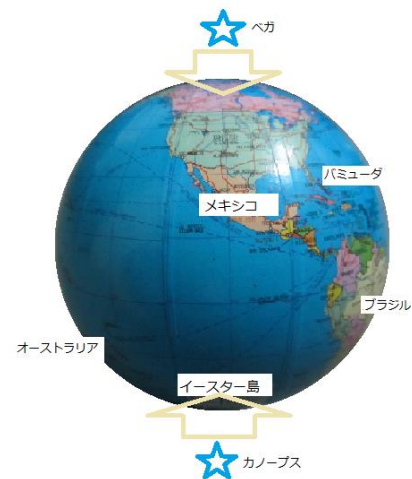 ベガ
バミューダ
メキシコ
ブラジル
オーストラリア
イースター島
カノープス